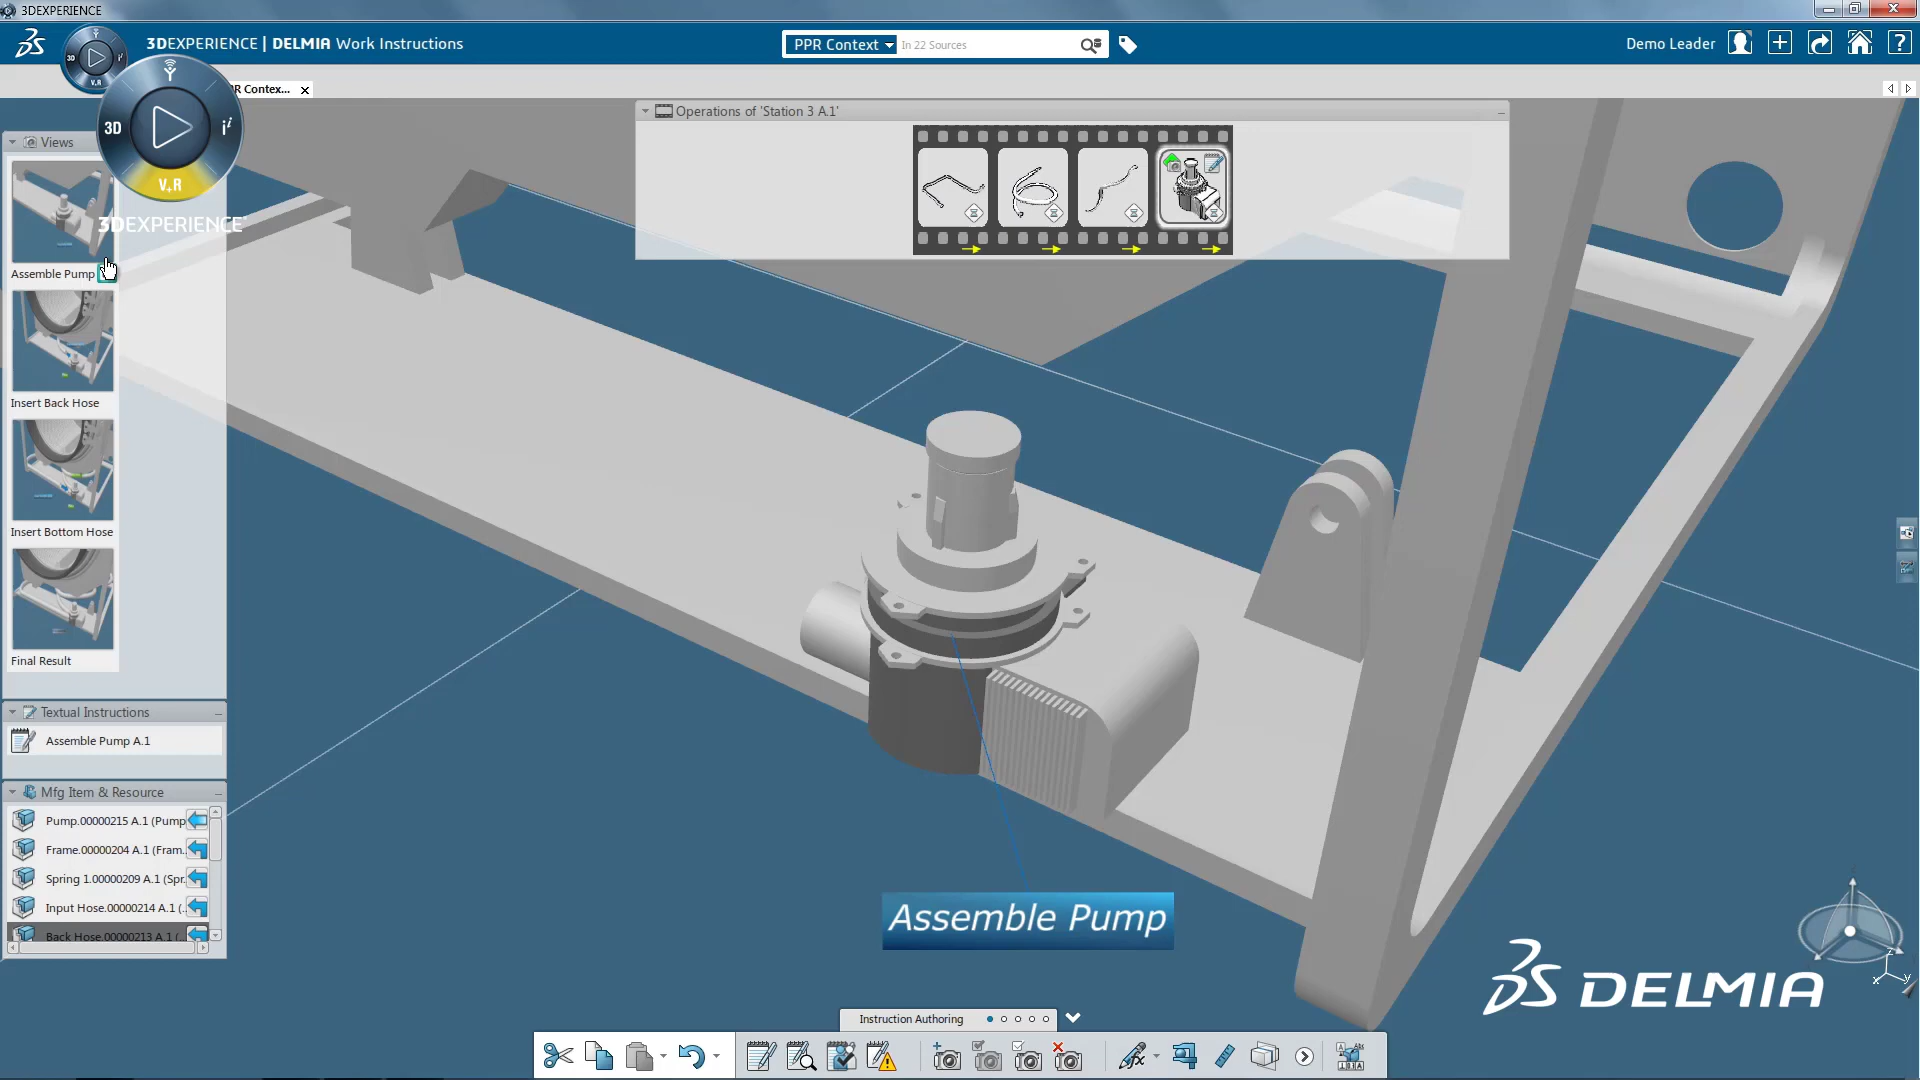 3DEXPERIENCE
3DEXPERIENCE | DELMIA Work Instructions
PPR Context
In 22 Sources
Demo Leader
3D
V.R
R Contex...
3D
i
V+R
3DEXPERIENCE
Operations of 'Station 3 A.1'
Views
Assemble Pump
Insert Back Hose
Insert Bottom Hose
Final Result
Textual Instructions
Assemble Pump A.1
Mfg Item & Resource
Pump.00000215 A.1 (Pump
Frame.00000204 A.1 (Fram..
Spring 1.00000209 A.1 (Spr.
Input Hose.00000214 A.1 (..
Back Hose.00000213 A.1 (..
Assemble Pump
DELMIA
z
x
y
Instruction Authoring